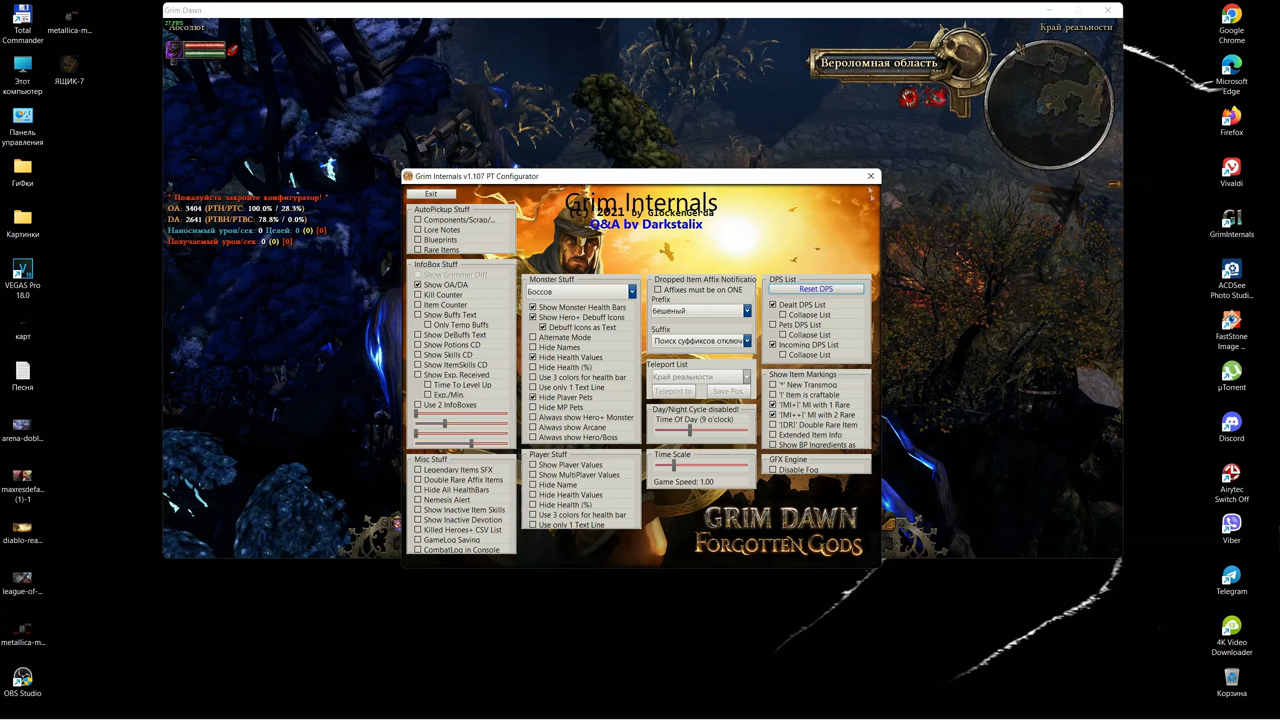 Total
Commander
metallica-m...
Этот
компьютер
ЯЩИК-7
Панель
управления
ГиФки
Картинки
VEGAS Pro
18.0
карт
Песня
arena-dobl...
maxresdefa...
(1)-1
diablo-rea...
league-of-...
metallica-m...
OBS Studio
Grim Dawn
27 FPS
Абсолют
Край реальности
Вероломная область
" Пожалуйста закройте конфигуратор! "
OA: 3404 (PTH/PTC: 100.0% / 28.3%)
DA: 2641 (PTBH/PTBC: 78.8% / 0.0%)
Наносимый урон/сек: 0 Целей: 0 (0) [0]
Получаемый урон/сек 0 (0) [0]
Grim Internals v1.107 PT Configurator
Exit
Grim Internals
(c) 2021 by GlockenGerda
Q&A by Darkstalix
AutoPickup Stuff
Components/Scrap/...
Lore Notes
Blueprints
Rare Items
InfoBox Stuff
Show Grimmer Diff
Show OA/DA
Kill Counter
Item Counter
Show Buffs Text
Only Temp Buffs
Show DeBuffs Text
Show Potions CD
Show Skills CD
Show ItemSkills CD
Show Exp. Received
Time To Level Up
Exp./Min.
Use 2 InfoBoxes
Misc Stuff
Legendary Items SFX
Double Rare Affix Items
Hide All HealthBars
Nemesis Alert
Show Inactive Item Skills
Show Inactive Devotion
Killed Heroes+ CSV List
GameLog Saving
CombatLog in Console
Monster Stuff
Боссов
Show Monster Health Bars
Show Hero+ Debuff Icons
Debuff Icons as Text
Alternate Mode
Hide Names
Hide Health Values
Hide Health (%)
Use 3 colors for health bar
Use only 1 Text Line
Hide Player Pets
Hide MP Pets
Always show Hero+ Monster
Always show Arcane
Always show Hero/Boss
Player Stuff
Show Player Values
Show MultiPlayer Values
Hide Name
Hide Health Values
Hide Health (%)
Use 3 colors for health bar
Use only 1 Text Line
Dropped Item Affix Notificatio
Affixes must be on ONE
Prefix
бешеный
Suffix
Поиск суффиксов отключ
Teleport List
Край реальности
Teleport to
Save Pos.
Day/Night Cycle disabled!
Time Of Day (9 o'clock)
Time Scale
Game Speed: 1.00
DPS List
Reset DPS
Dealt DPS List
Collapse List
Pets DPS List
Collapse List
Incoming DPS List
Collapse List
Show Item Markings
'*' New Transmog
'!' Item is craftable
'[MI+]' MI with 1 Rare
'[MI++]' MI with 2 Rare
'[DR]' Double Rare Item
Extended Item Info
Show BP Ingredients as
GFX Engine
Disable Fog
GRIM DAWN
FORGOTTEN GODS
Google
Chrome
Microsoft
Edge
Firefox
Vivaldi
GrimInternals
ACDSee
Photo Studi...
FastStone
Image ...
µTorrent
Discord
Airytec
Switch Off
Viber
Telegram
4K Video
Downloader
Корзина